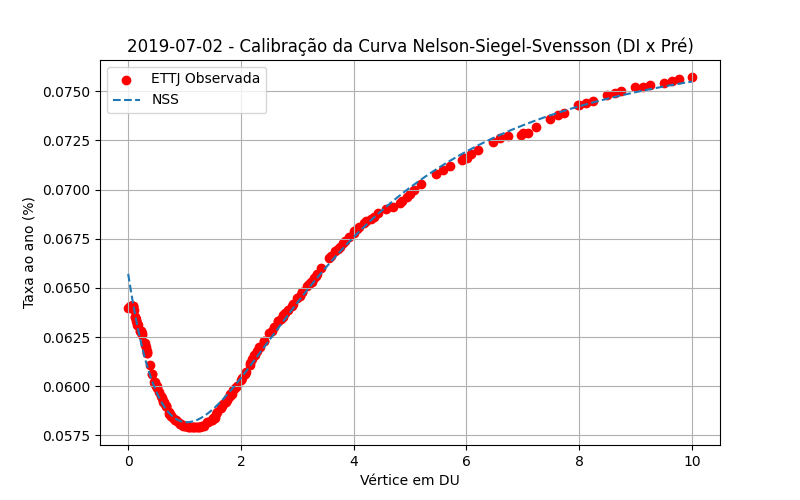 2019-07-02 - Calibração da Curva Nelson-Siegel-Svensson (DI x Pré)
ETTJ Observada
NSS
Taxa ao ano (%)
0.0750
0.0725
0.0700
0.0675
0.0650
0.0625
0.0600
0.0575
0 2 4 6 8 10
Vértice em DU